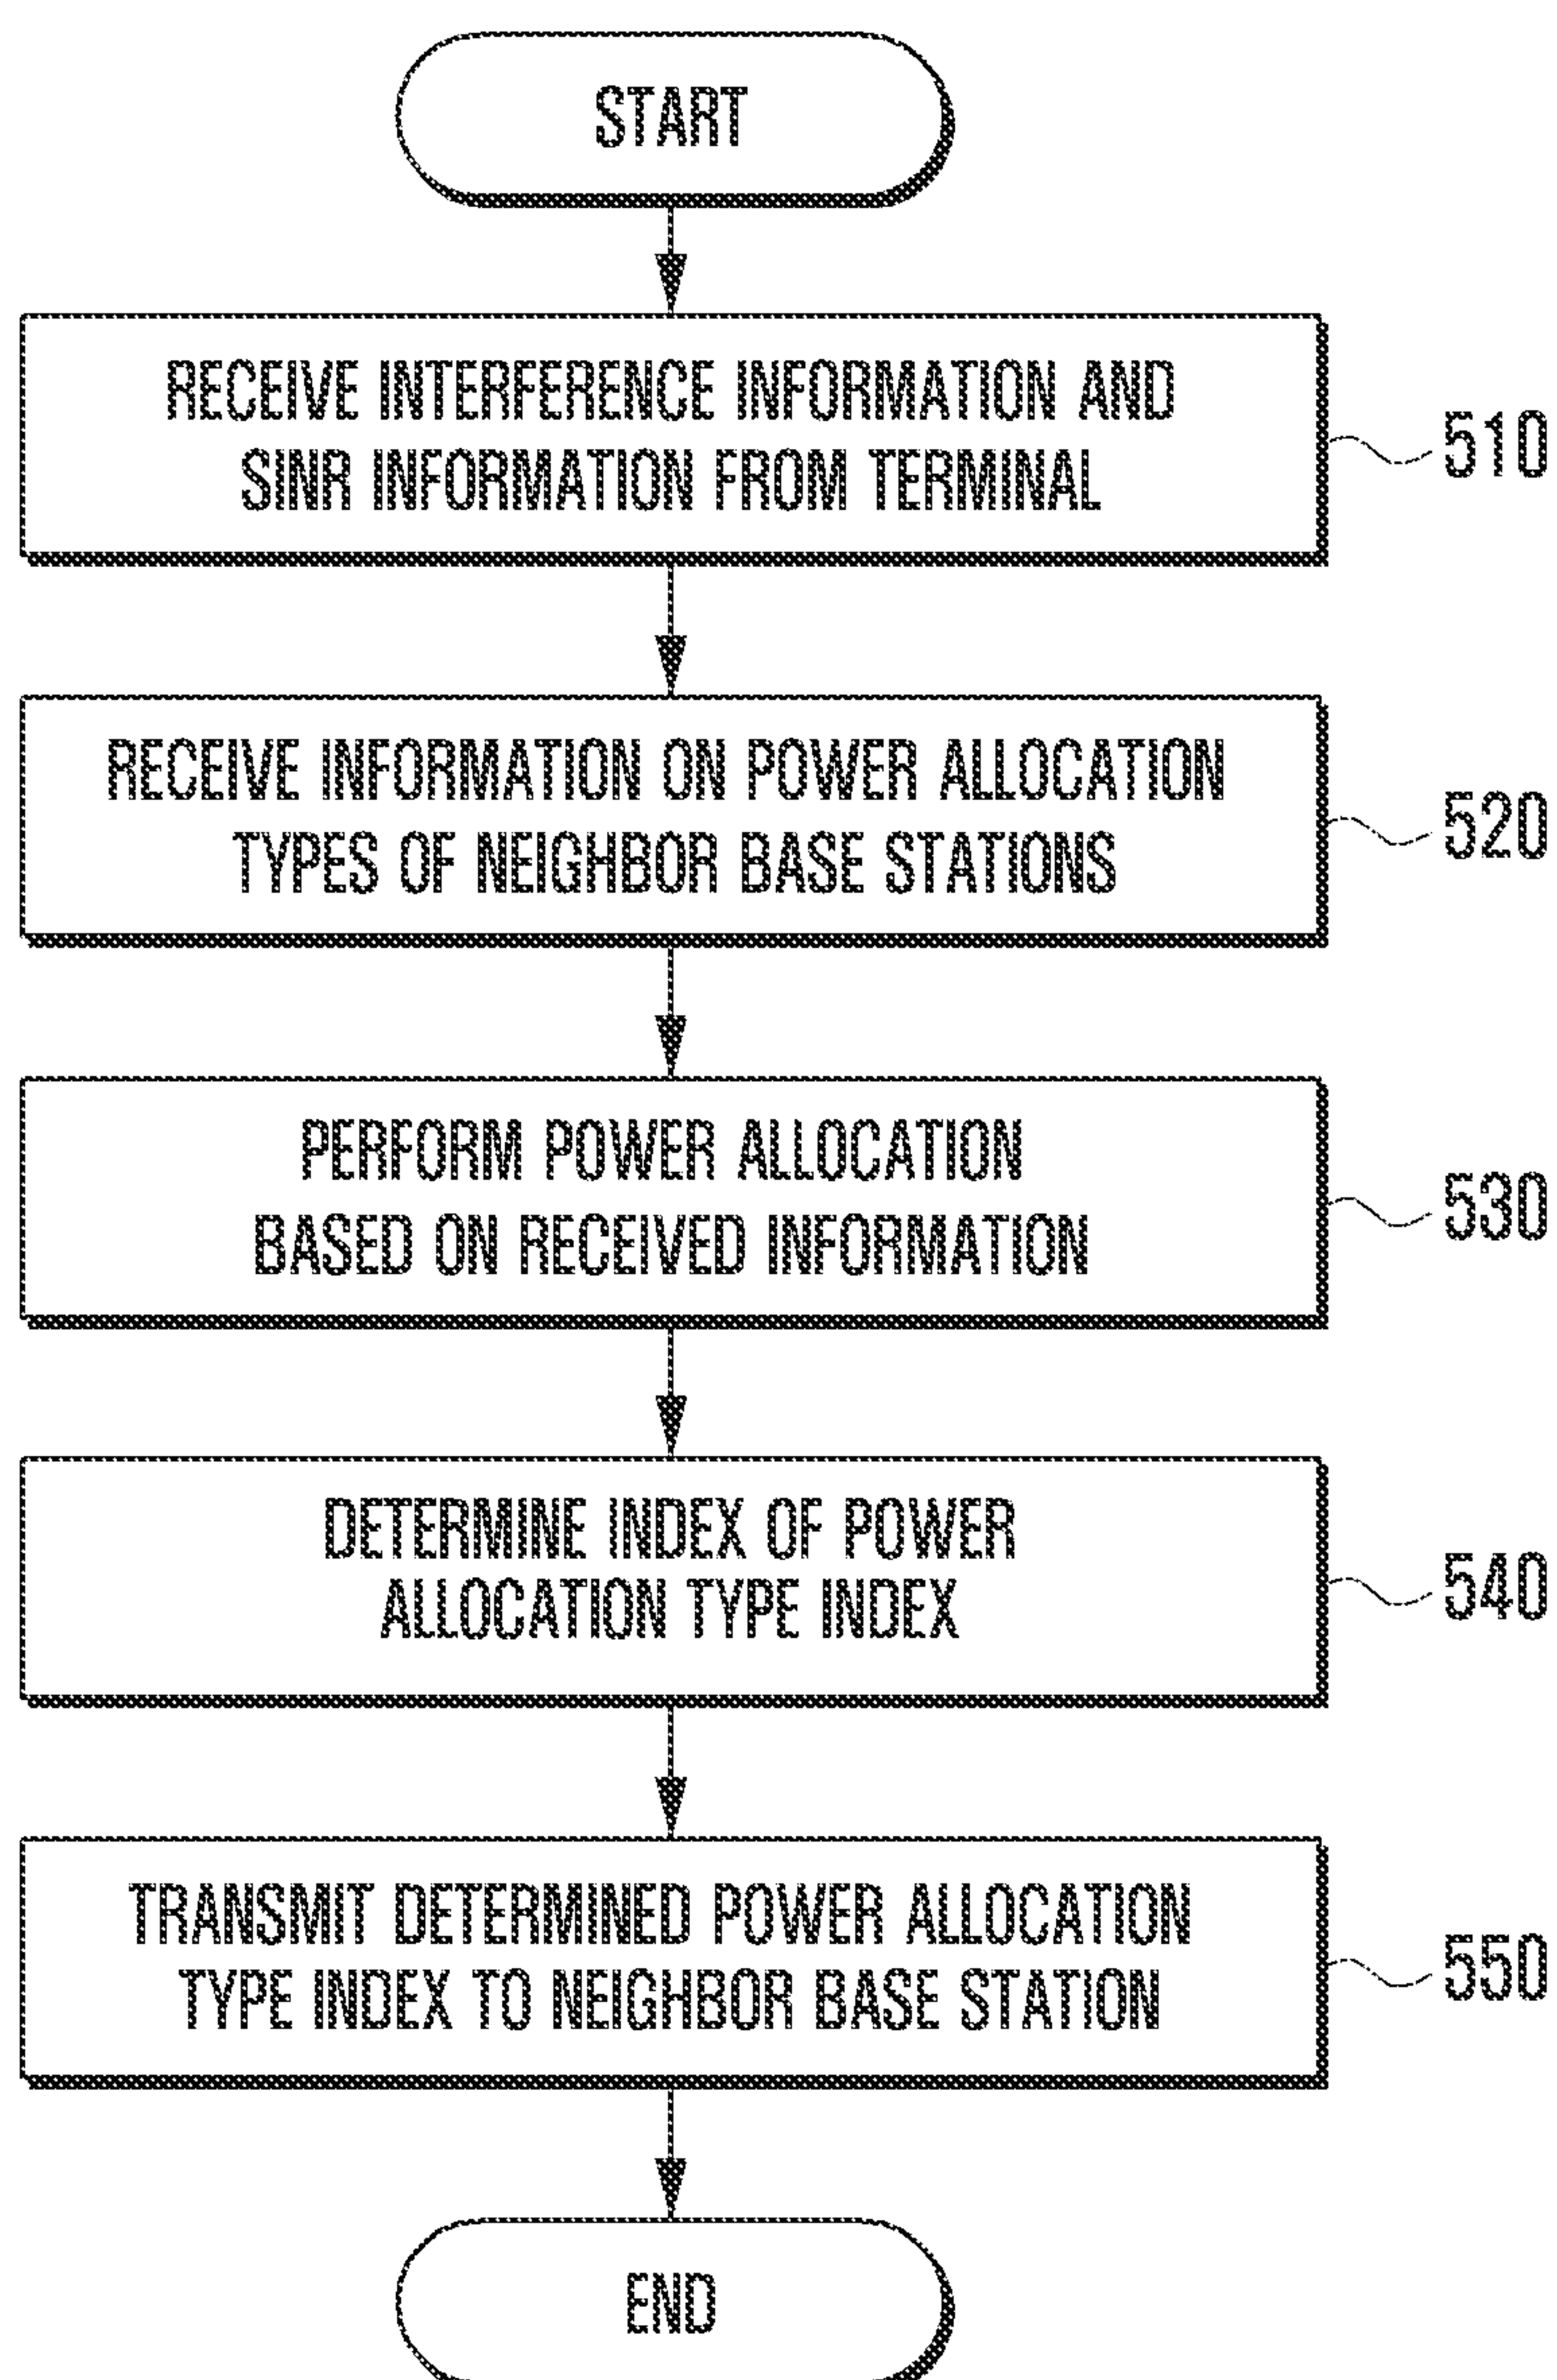 START
RECEIVE INTERFERENCE INFORMATION AND
SINR INFORMATION FROM TERMINAL
510
RECEIVE INFORMATION ON POWER ALLOCATION
TYPES OF NEIGHBOR BASE STATIONS
520
PERFORM POWER ALLOCATION
BASED ON RECEIVED INFORMATION
530
DETERMINE INDEX OF POWER
ALLOCATION TYPE INDEX
540
TRANSMIT DETERMINED POWER ALLOCATION
TYPE INDEX TO NEIGHBOR BASE STATION
550
END